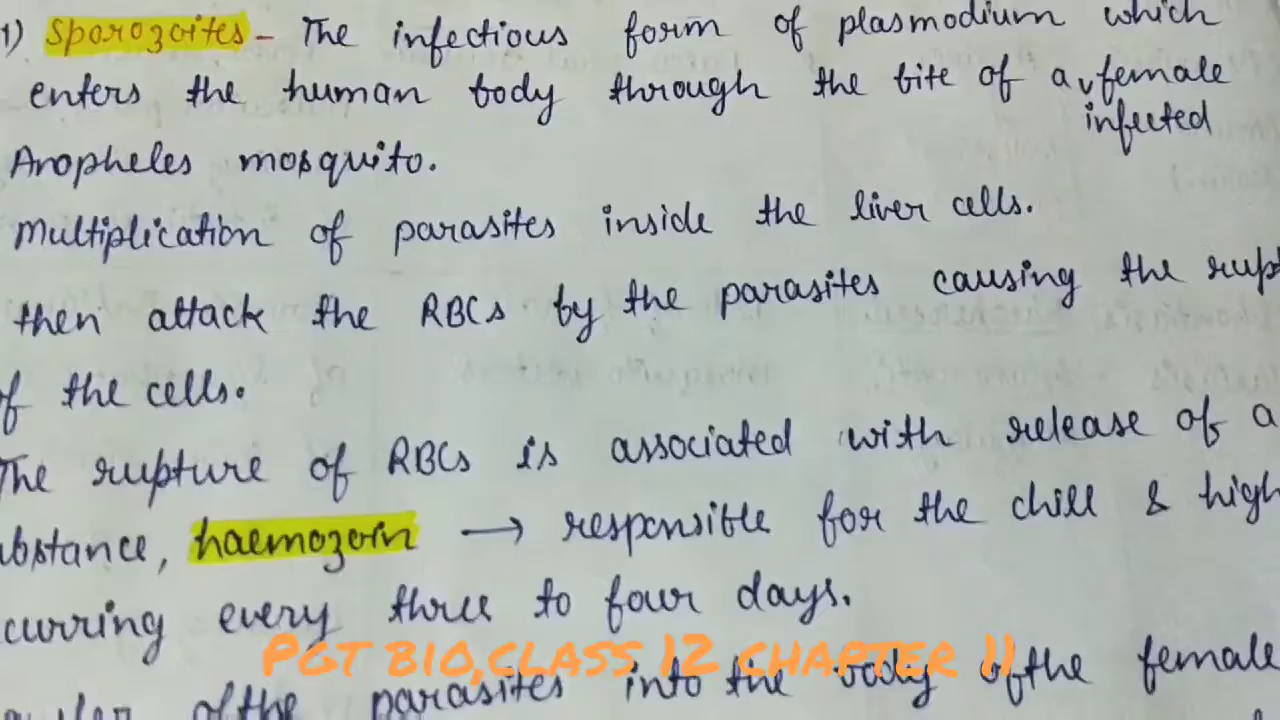 1) Sporozoites - The infectious form of plasmodium which
enters the human body through the bite of a female
infected
Anopheles mosquito.
multiplication of parasites inside the liver cells.
then attack the RBCs by the parasites causing the rupt
of the cells.
The rupture of RBCs is associated with release of a
ubstance, haemozoin → responsible for the chill & high
curring every three to four days.
PGT BIO,CLASS 12 CHAPTER 11
of the parasites into the body of the female